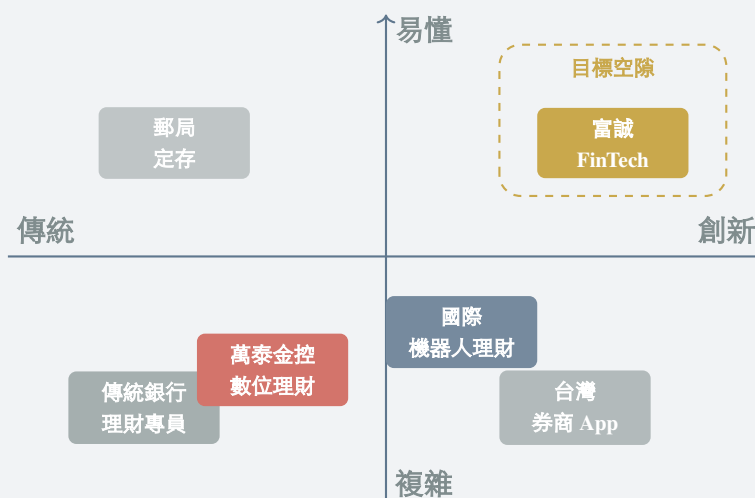 易懂
目標空隙
郵局
定存
富誠
FinTech
傳統
創新
國際
機器人理財
萬泰金控
數位理財
傳統銀行
理財專員
台灣
券商 App
複雜